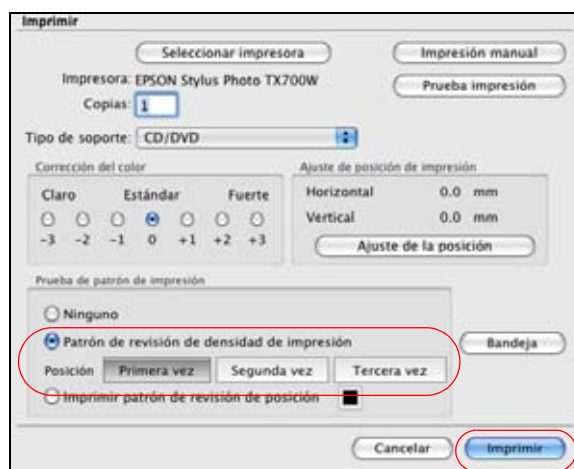 Imprimir
Seleccionar impresora
Impresión manual
Impresora: EPSON Stylus Photo TX700W
Prueba impresión
Copias: 1
Tipo de soporte: CD/DVD
Corrección del color
Ajuste de posición de impresión
Claro Estándar Fuerte
Horizontal 0.0 mm
Vertical 0.0 mm
-3 -2 -1 0 +1 +2 +3
Ajuste de la posición
Prueba de patrón de impresión
Ninguno
Patrón de revisión de densidad de impresión
Bandeja
Posición Primera vez Segunda vez Tercera vez
Imprimir patrón de revisión de posición
Cancelar Imprimir